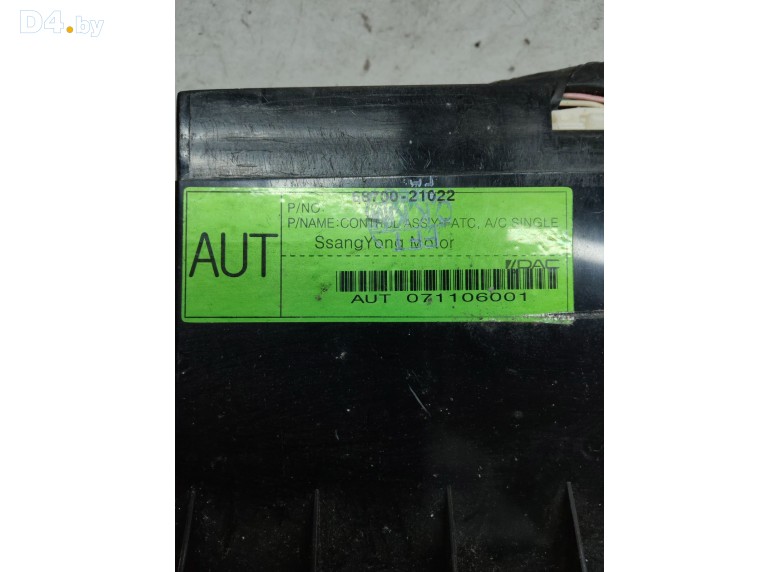 D4.by
AUT
P/NO. 68700-21022
P/NAME:CONTROL ASSY-FATC, A/C SINGLE
SsangYong Motor
DAC
AUT 071106001